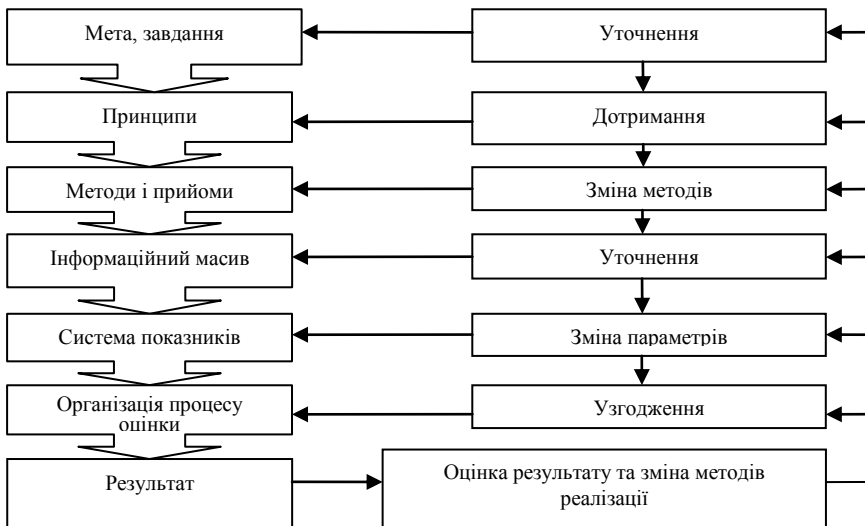 Мета, завдання
Уточнення
Принципи
Дотримання
Методи і прийоми
Зміна методів
Інформаційний масив
Уточнення
Система показників
Зміна параметрів
Організація процесу
оцінки
Узгодження
Результат
Оцінка результату та зміна методів
реалізації